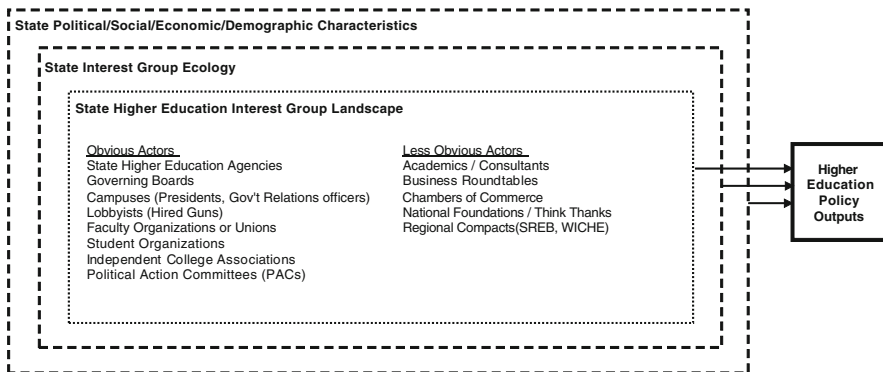 State Political/Social/Economic/Demographic Characteristics
State Interest Group Ecology
State Higher Education Interest Group Landscape
Obvious Actors
State Higher Education Agencies
Governing Boards
Campuses (Presidents, Gov't Relations officers)
Lobbyists (Hired Guns)
Faculty Organizations or Unions
Student Organizations
Independent College Associations
Political Action Committees (PACs)
Less Obvious Actors
Academics / Consultants
Business Roundtables
Chambers of Commerce
National Foundations / Think Thanks
Regional Compacts(SREB, WICHE)
Higher
Education
Policy
Outputs